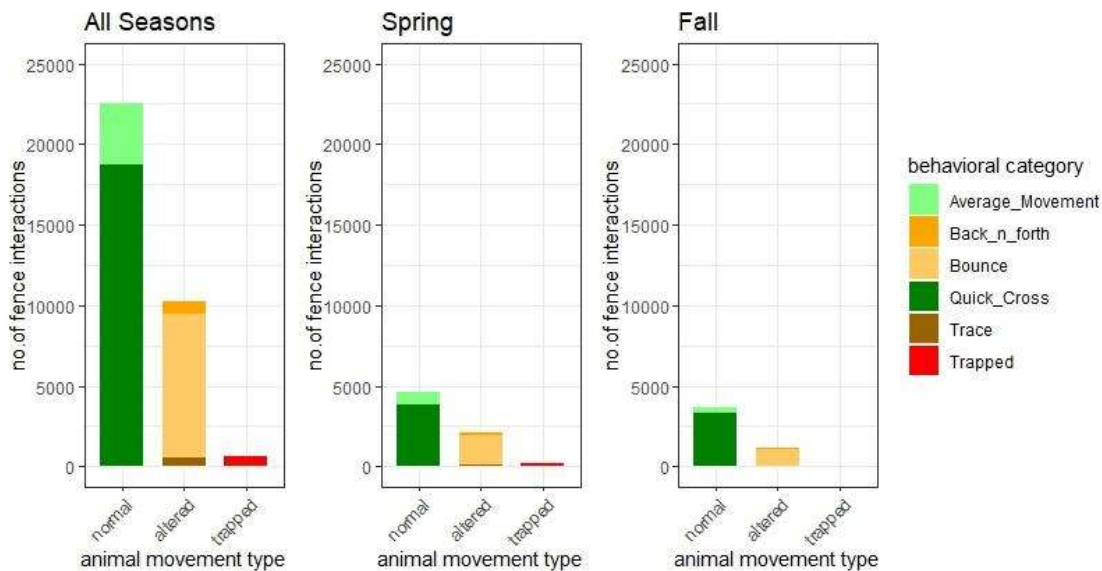 All Seasons
no.of fence interactions
25000
20000
15000
10000
5000
0
normal
altered
trapped
animal movement type
Spring
no.of fence interactions
25000
20000
15000
10000
5000
0
normal
altered
trapped
animal movement type
Fall
no.of fence interactions
25000
20000
15000
10000
5000
0
normal
altered
trapped
animal movement type
behavioral category
Average_Movement
Back_n_forth
Bounce
Quick_Cross
Trace
Trapped